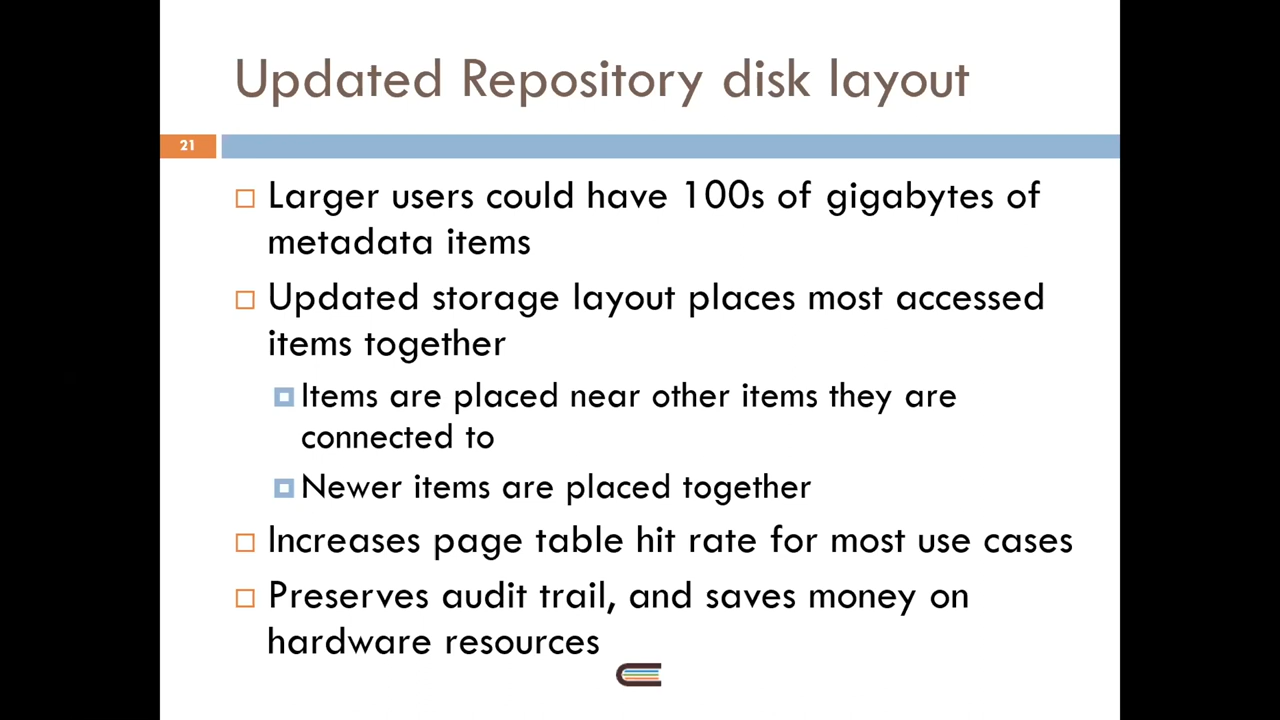 Updated Repository disk layout
21
Larger users could have 100s of gigabytes of
metadata items
Updated storage layout places most accessed
items together
Items are placed near other items they are
connected to
Newer items are placed together
Increases page table hit rate for most use cases
Preserves audit trail, and saves money on
hardware resources